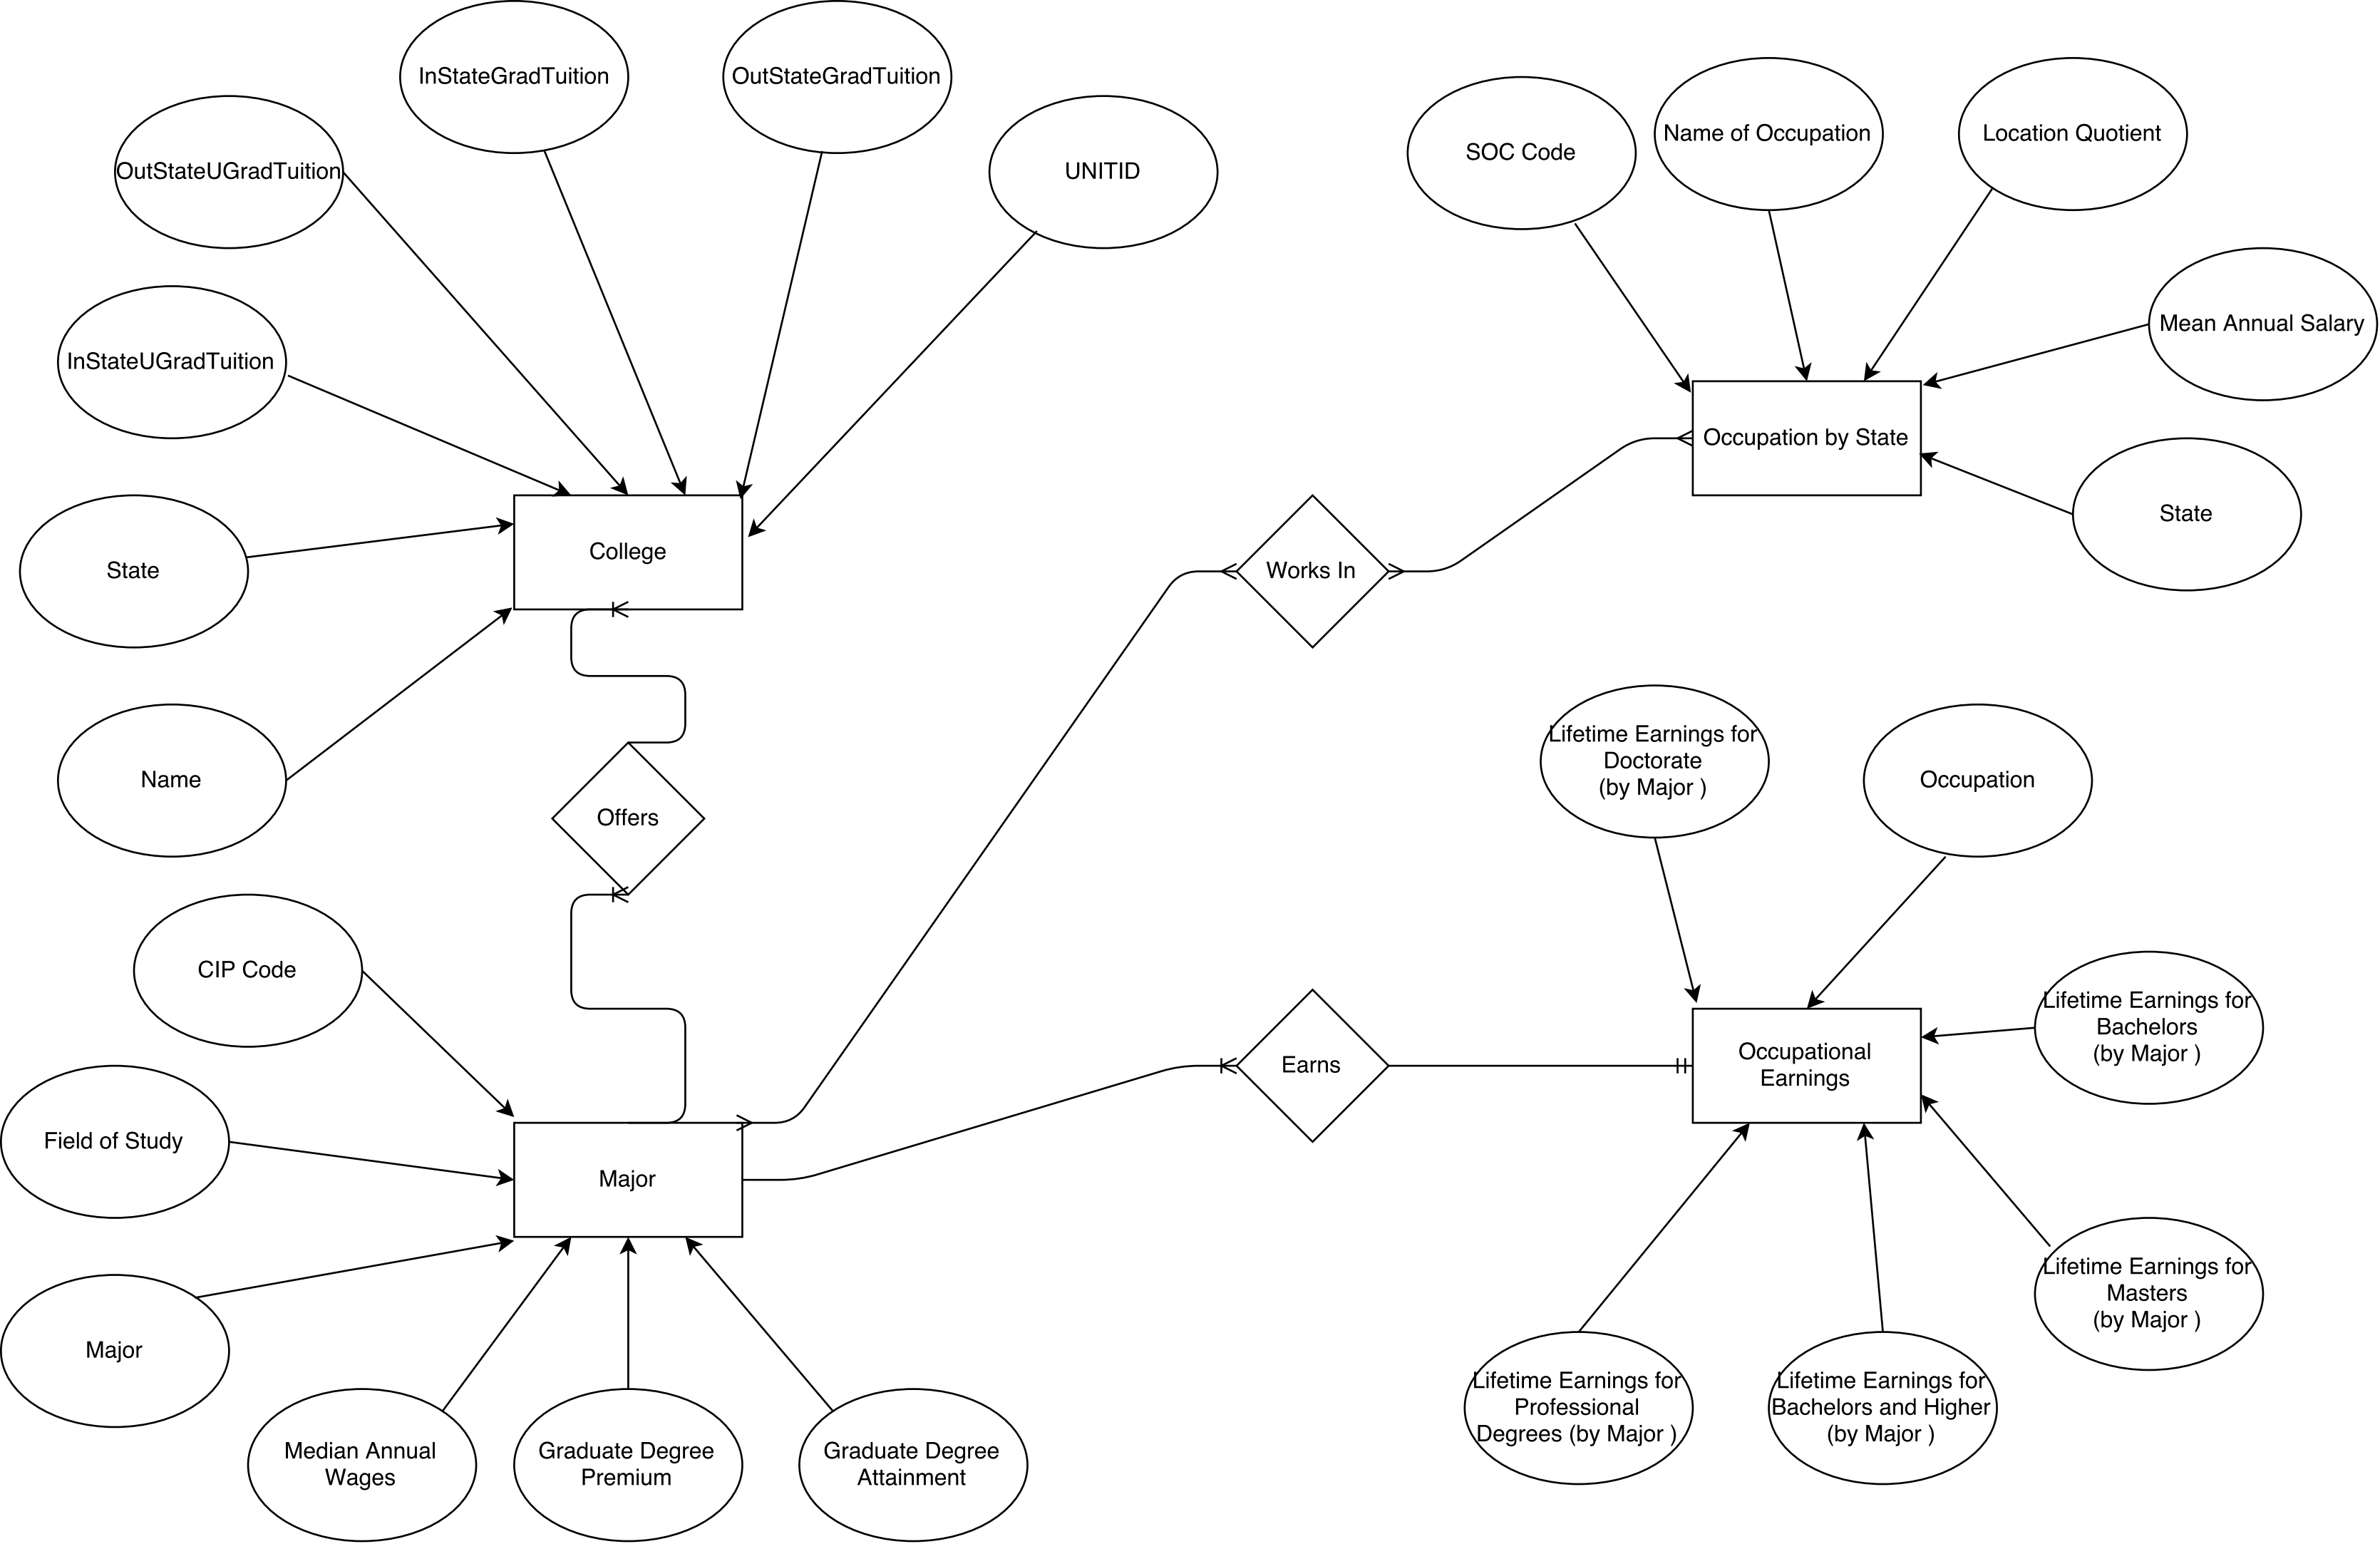 InStateGradTuition
OutStateGradTuition
OutStateUGradTuition
UNITID
SOC Code
Name of Occupation
Location Quotient
InStateUGradTuition
Mean Annual Salary
Occupation by State
State
College
State
Works In
Name
Offers
Lifetime Earnings for
Doctorate
(by Major )
Occupation
CIP Code
Lifetime Earnings for
Bachelors
(by Major )
Earns
Occupational
Earnings
Field of Study
Major
Lifetime Earnings for
Masters
(by Major )
Major
Median Annual
Wages
Graduate Degree
Premium
Graduate Degree
Attainment
Lifetime Earnings for
Professional
Degrees (by Major )
Lifetime Earnings for
Bachelors and Higher
(by Major )